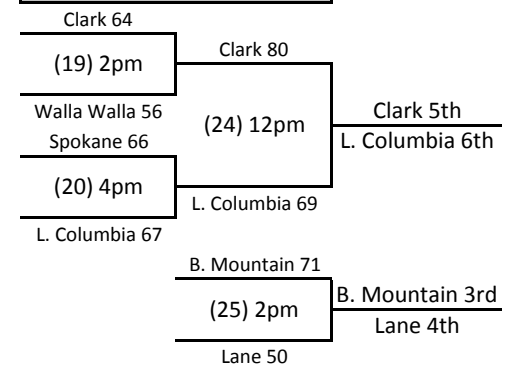 Clark 64
(19) 2pm
Walla Walla 56
Clark 80
(24) 12pm
Spokane 66
(20) 4pm
L. Columbia 67
L. Columbia 69
Clark 5th
L. Columbia 6th
B. Mountain 71
(25) 2pm
Lane 50
B. Mountain 3rd
Lane 4th